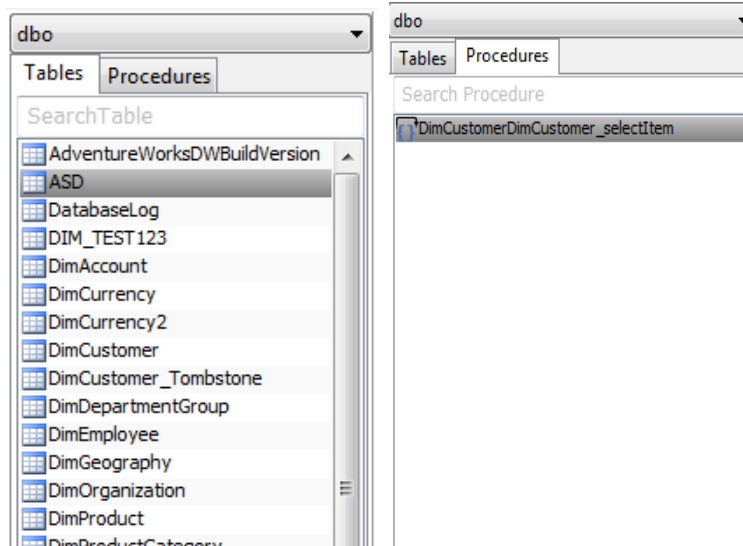 dbo
Tables Procedures
SearchTable
AdventureWorksDWBuildVersion
ASD
DatabaseLog
DIM_TEST123
DimAccount
DimCurrency
DimCurrency2
DimCustomer
DimCustomer_Tombstone
DimDepartmentGroup
DimEmployee
DimGeography
DimOrganization
DimProduct
DimProductCategory
dbo
Tables Procedures
Search Procedure
DimCustomerDimCustomer_selectItem